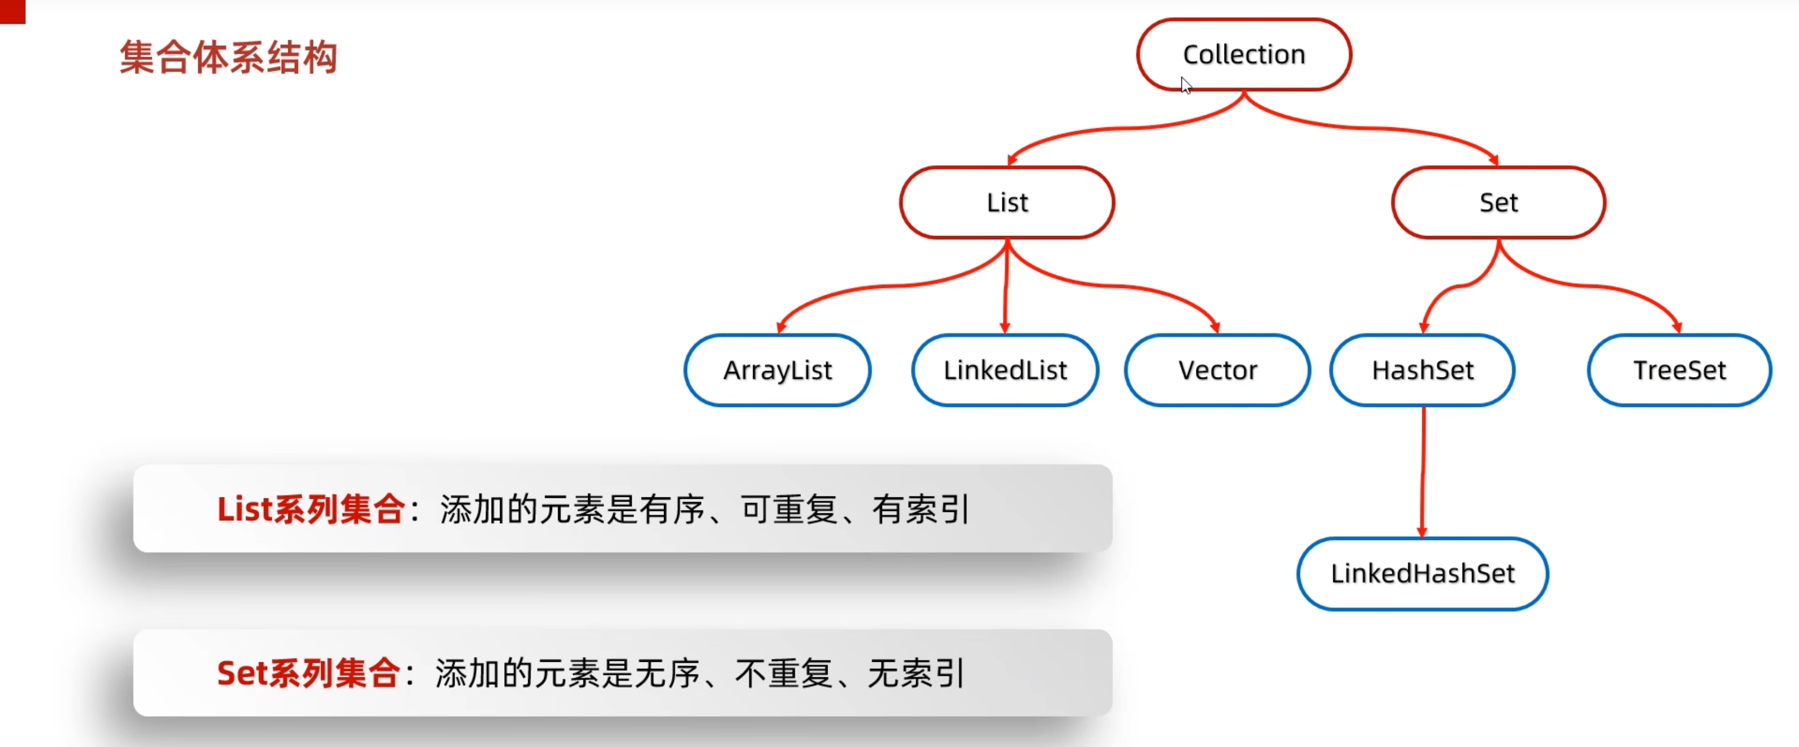 集合体系结构
Collection
List
Set
ArrayList
LinkedList
Vector
HashSet
TreeSet
LinkedHashSet
List系列集合：添加的元素是有序、可重复、有索引
Set系列集合：添加的元素是无序、不重复、无索引